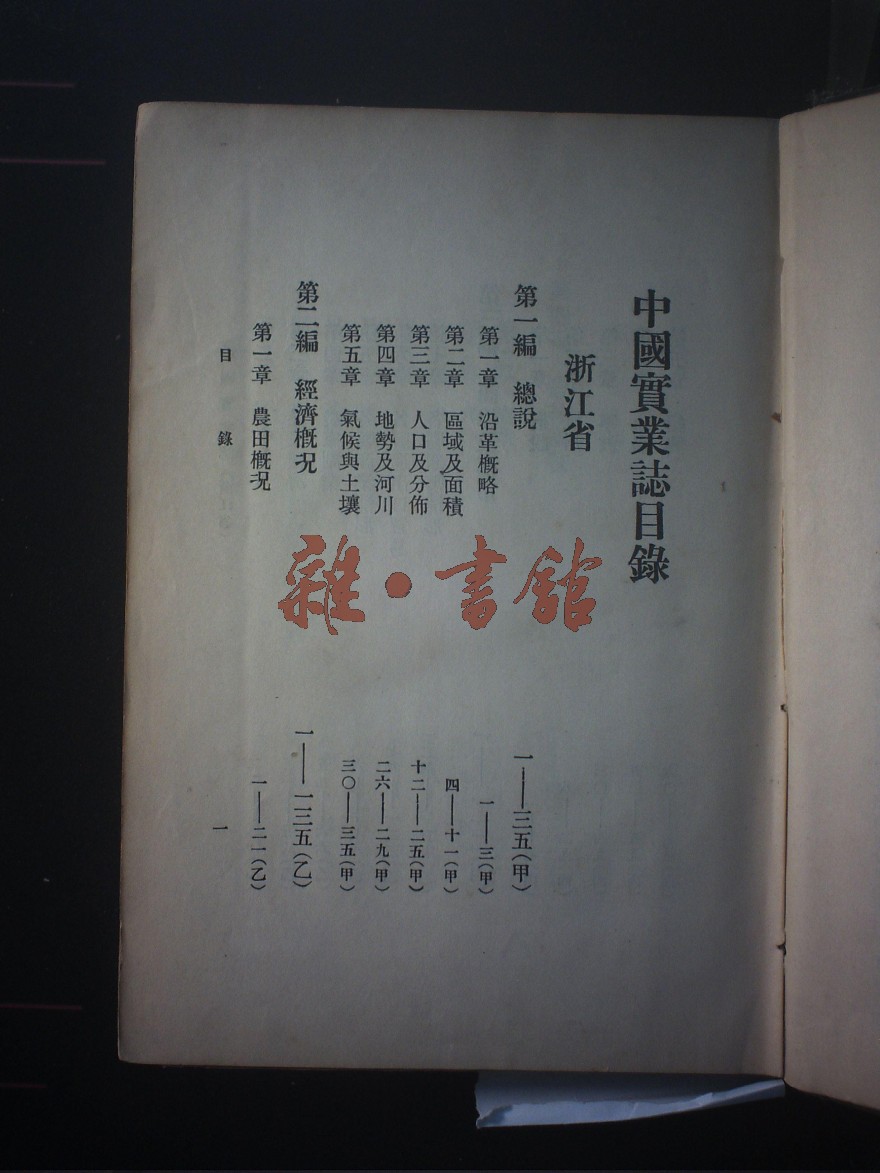 中國實業誌目錄
浙江省
第一編　總說　一——三五（甲）
第一章　沿革概略　一——三（甲）
第二章　區域及面積　四——十一（甲）
第三章　人口及分佈　十二——二五（甲）
第四章　地勢及河川　二六——二九（甲）
第五章　氣候與土壤　三〇——三五（甲）
第二編　經濟概況　一——一三五（乙）
第一章　農田概況　一——二一（乙）
目錄　一
雜·書館